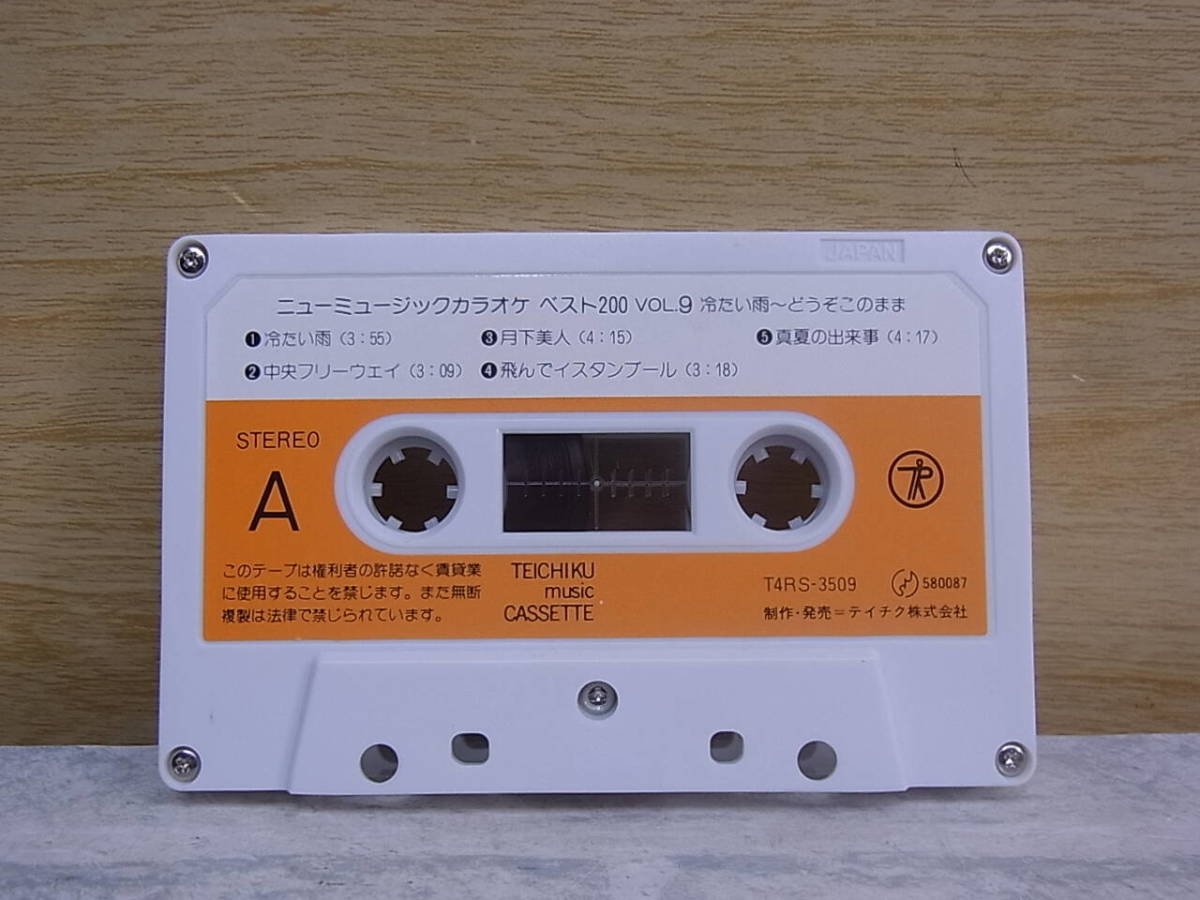 JAPAN
ニューミュージックカラオケ ベスト200 VOL.9 冷たい雨〜どうぞこのまま
❶冷たい雨(3:55) ❸月下美人(4:15) ❺真夏の出来事(4:17)
❷中央フリーウェイ(3:09) ❹飛んでイスタンブール(3:18)
STEREO
A
このテープは権利者の許諾なく賃貸業
に使用することを禁じます。また無断
複製は法律で禁じられています。
TEICHIKU
music
CASSETTE
T4RS-3509 580087
制作・発売=テイチク株式会社